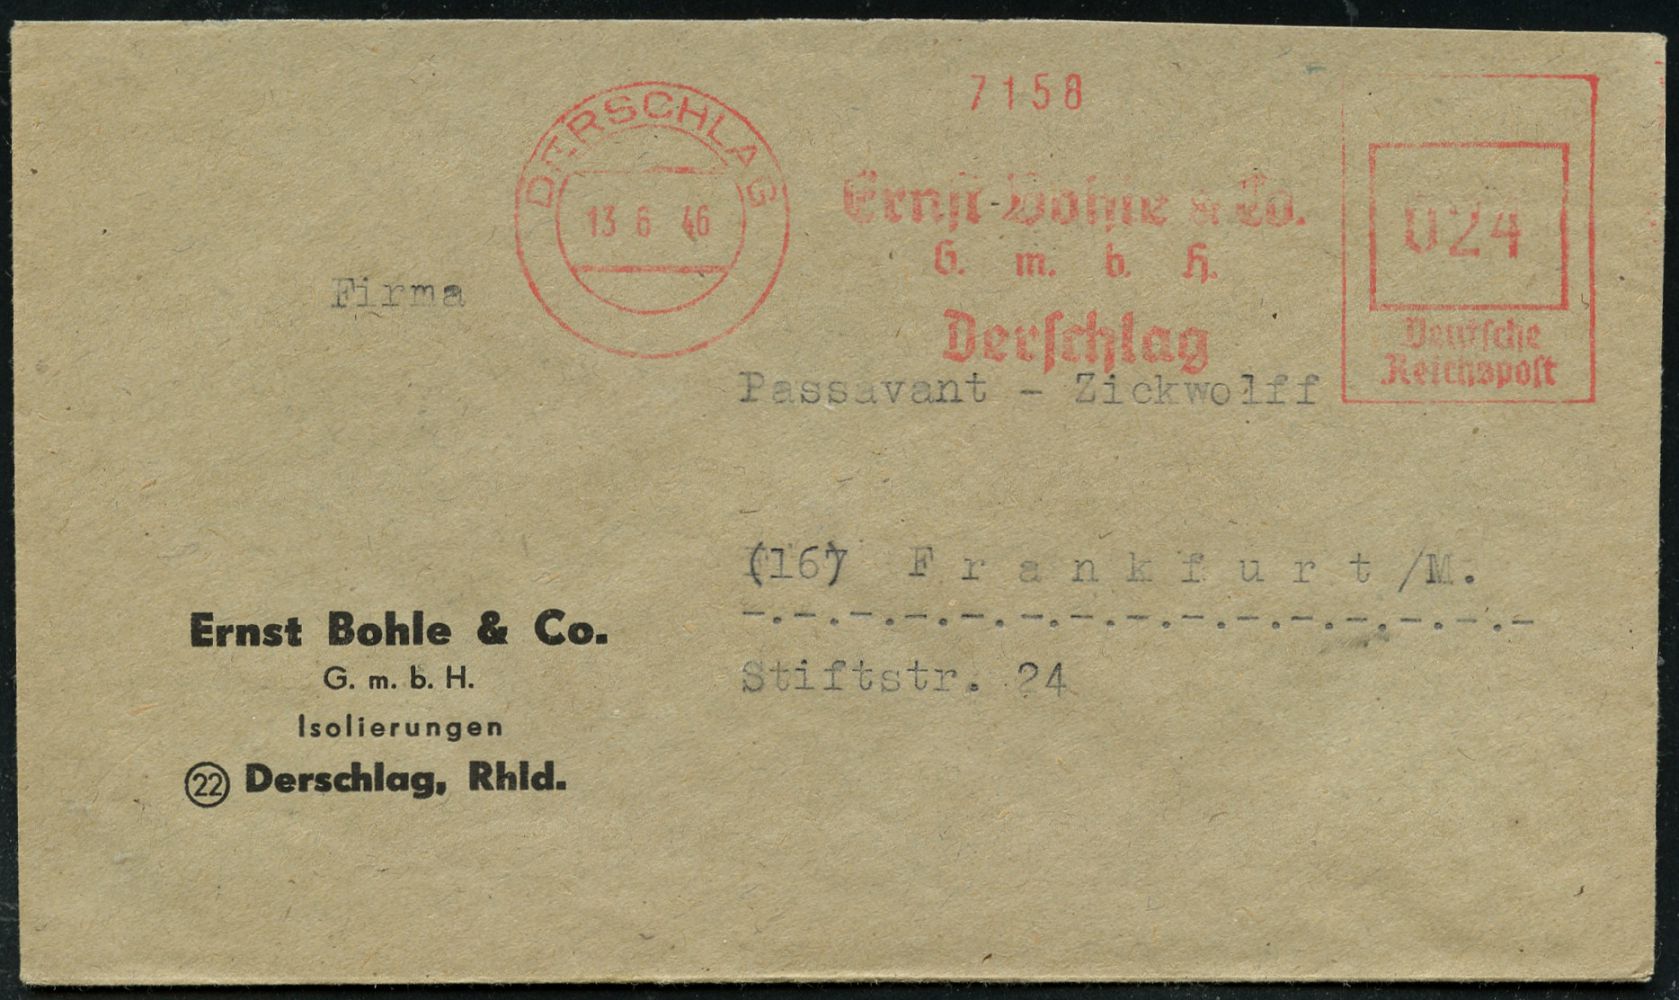 7158
DERSCHLAG
13 6 46
Ernst Bohle & Co.
G. m. b. H.
Derschlag
024
Deutsche
Reichspost
Firma
Passavant - Zickwolff
(16) Frankfurt/M.
-.-.-.-.-.-.-.-.-.-.-.-.-.-.-
Stiftstr. 24
Ernst Bohle & Co.
G. m. b. H.
Isolierungen
22 Derschlag, Rhld.